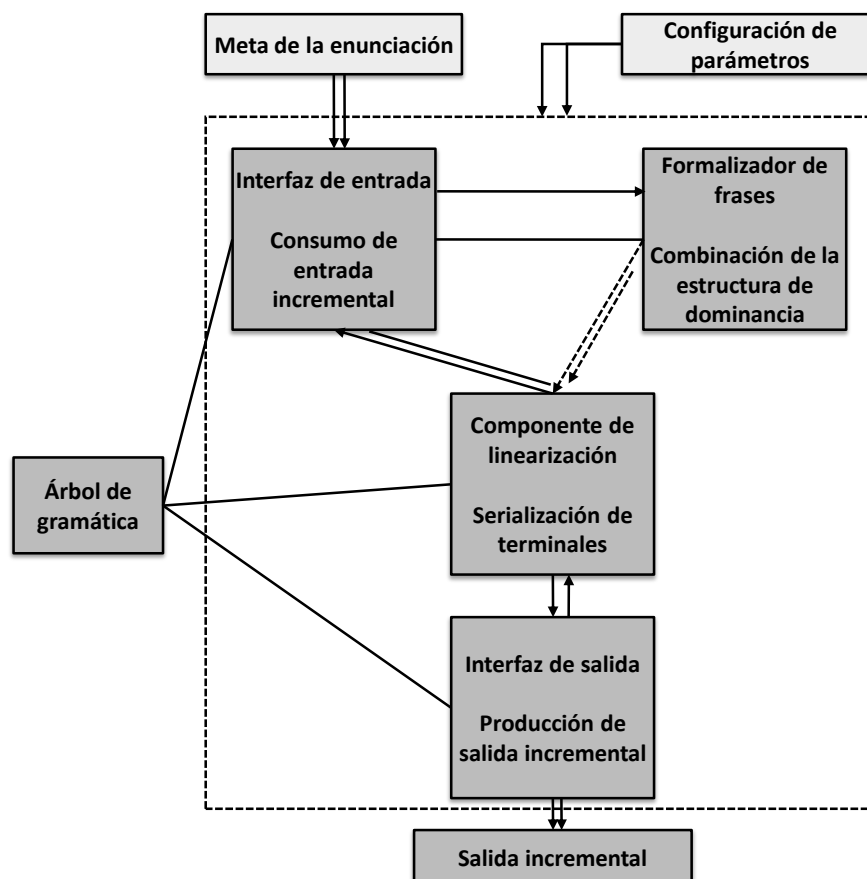 Meta de la enunciación
Configuración de
parámetros
Interfaz de entrada
Consumo de
entrada
incremental
Formalizador de
frases
Combinación de la
estructura de
dominancia
Componente de
linearización
Serialización de
terminales
Árbol de
gramática
Interfaz de salida
Producción de
salida incremental
Salida incremental